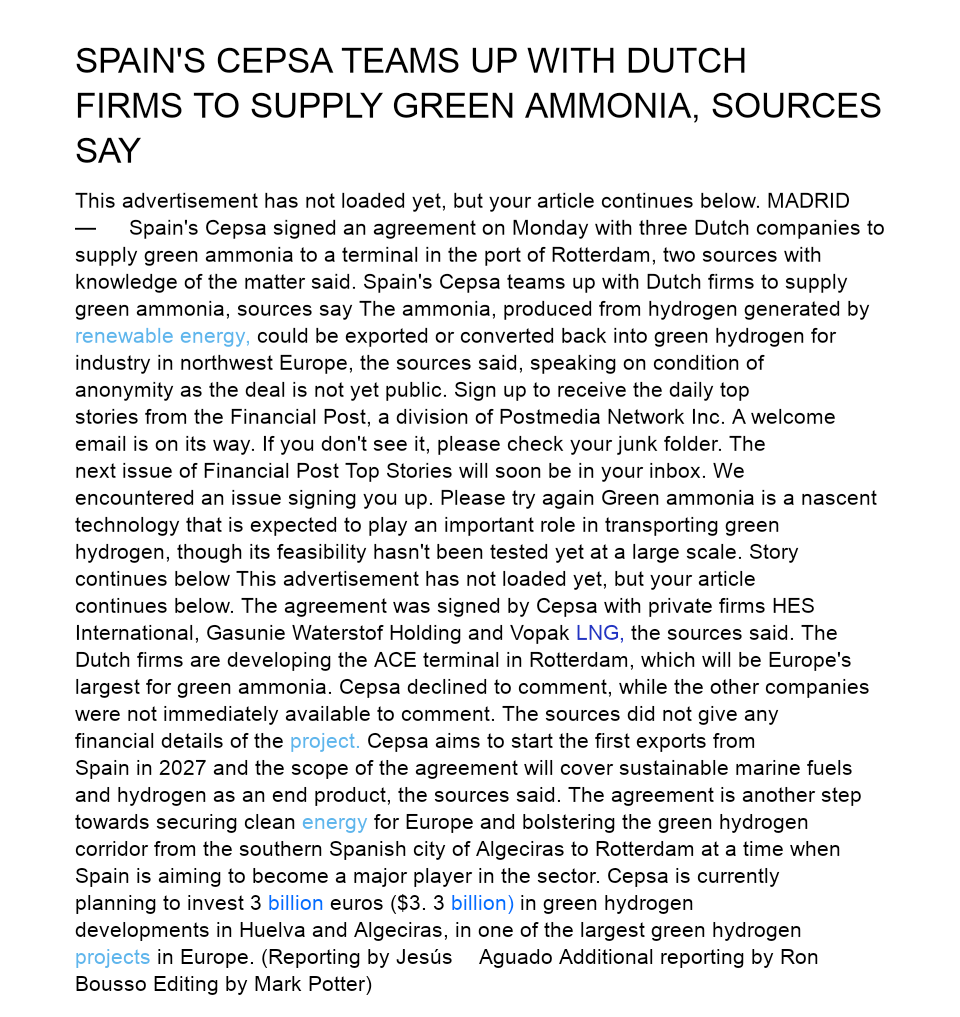 SPAIN'S CEPSA TEAMS UP WITH DUTCH
FIRMS TO SUPPLY GREEN AMMONIA, SOURCES
SAY
This advertisement has not loaded yet, but your article continues below. MADRID
— Spain's Cepsa signed an agreement on Monday with three Dutch companies to
supply green ammonia to a terminal in the port of Rotterdam, two sources with
knowledge of the matter said. Spain's Cepsa teams up with Dutch firms to supply
green ammonia, sources say The ammonia, produced from hydrogen generated by
renewable energy, could be exported or converted back into green hydrogen for
industry in northwest Europe, the sources said, speaking on condition of
anonymity as the deal is not yet public. Sign up to receive the daily top
stories from the Financial Post, a division of Postmedia Network Inc. A welcome
email is on its way. If you don't see it, please check your junk folder. The
next issue of Financial Post Top Stories will soon be in your inbox. We
encountered an issue signing you up. Please try again Green ammonia is a nascent
technology that is expected to play an important role in transporting green
hydrogen, though its feasibility hasn't been tested yet at a large scale. Story
continues below This advertisement has not loaded yet, but your article
continues below. The agreement was signed by Cepsa with private firms HES
International, Gasunie Waterstof Holding and Vopak LNG, the sources said. The
Dutch firms are developing the ACE terminal in Rotterdam, which will be Europe's
largest for green ammonia. Cepsa declined to comment, while the other companies
were not immediately available to comment. The sources did not give any
financial details of the project. Cepsa aims to start the first exports from
Spain in 2027 and the scope of the agreement will cover sustainable marine fuels
and hydrogen as an end product, the sources said. The agreement is another step
towards securing clean energy for Europe and bolstering the green hydrogen
corridor from the southern Spanish city of Algeciras to Rotterdam at a time when
Spain is aiming to become a major player in the sector. Cepsa is currently
planning to invest 3 billion euros ($3. 3 billion) in green hydrogen
developments in Huelva and Algeciras, in one of the largest green hydrogen
projects in Europe. (Reporting by Jesús Aguado Additional reporting by Ron
Bousso Editing by Mark Potter)